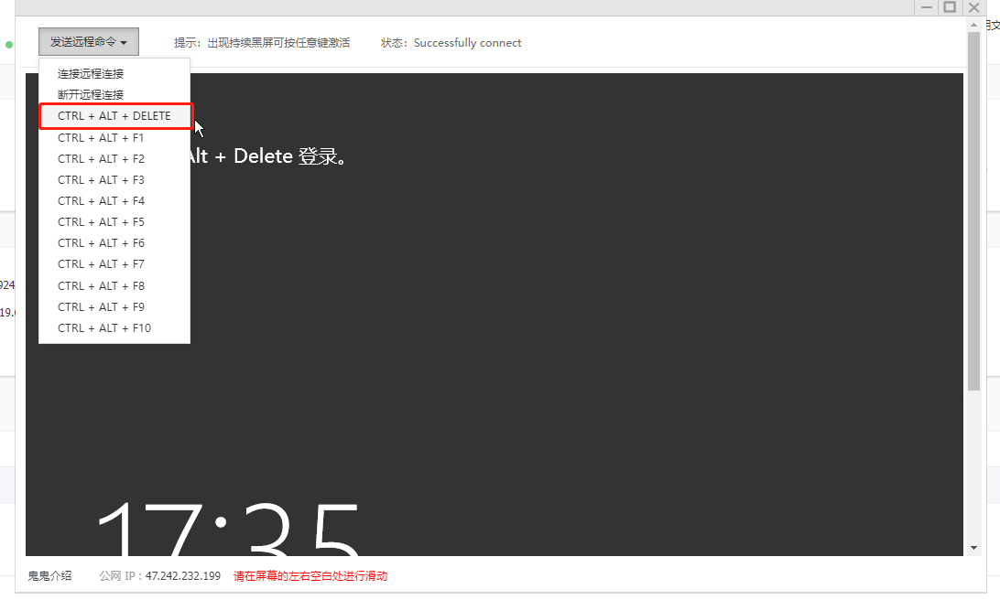 发送远程命令
提示：出现持续黑屏可按任意键激活
状态：Successfully connect
连接远程连接
断开远程连接
CTRL + ALT + DELETE
CTRL + ALT + F1
CTRL + ALT + F2
CTRL + ALT + F3
CTRL + ALT + F4
CTRL + ALT + F5
CTRL + ALT + F6
CTRL + ALT + F7
CTRL + ALT + F8
CTRL + ALT + F9
CTRL + ALT + F10
Alt + Delete 登录。
17:35
924
19.
鬼鬼介绍
公网 IP : 47.242.232.199
请在屏幕的左右空白处进行滑动